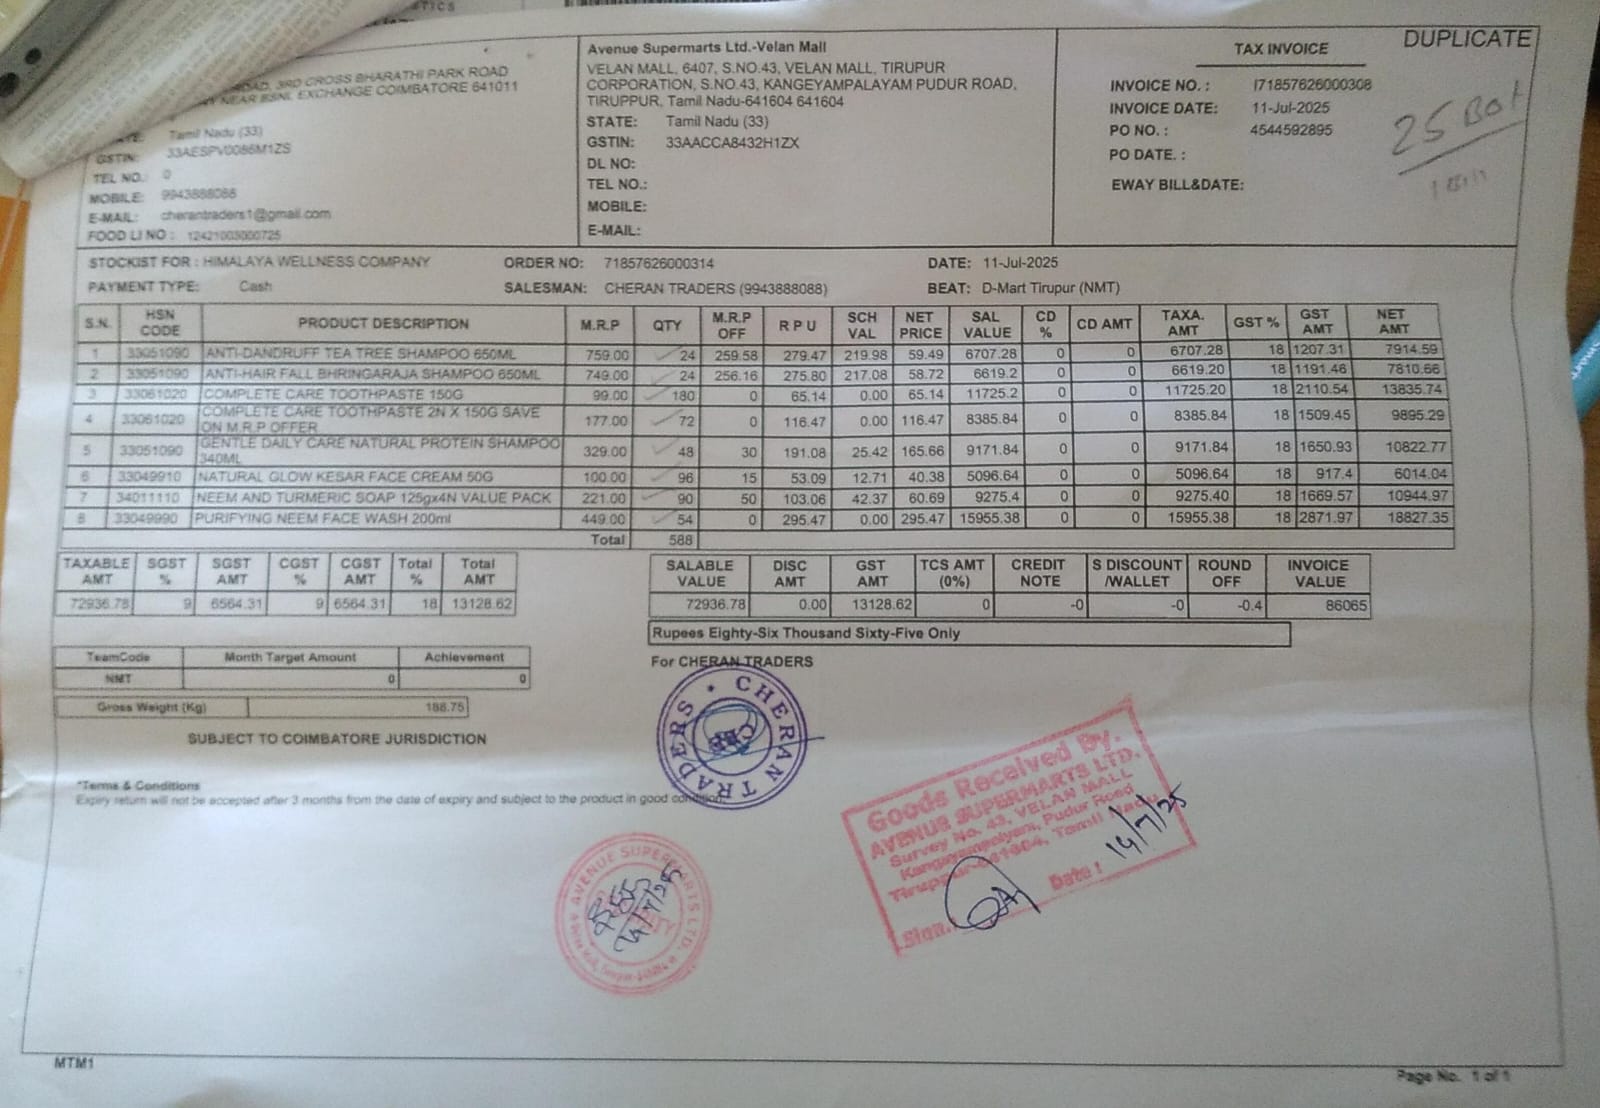 DUPLICATE
ROAD, 3RD CROSS BHARATHI PARK ROAD
NEAR BSNL EXCHANGE COIMBATORE 641011
Tamil Nadu (33)
GSTIN: 33AESPV0086M1ZS
TEL NO.: 0
MOBILE: 9943888088
E-MAIL: cherantraders1@gmail.com
FOOD LI NO : 12421003000725
Avenue Supermarts Ltd.-Velan Mall
VELAN MALL, 6407, S.NO.43, VELAN MALL, TIRUPUR
CORPORATION, S.NO.43, KANGEYAMPALAYAM PUDUR ROAD,
TIRUPPUR, Tamil Nadu-641604 641604
STATE: Tamil Nadu (33)
GSTIN: 33AACCA8432H1ZX
DL NO:
TEL NO.:
MOBILE:
E-MAIL:
TAX INVOICE
INVOICE NO. : I71857626000308
INVOICE DATE: 11-Jul-2025
PO NO. : 4544592895
PO DATE. :
EWAY BILL&DATE:
25 Box
STOCKIST FOR : HIMALAYA WELLNESS COMPANY ORDER NO: 71857626000314 DATE: 11-Jul-2025
PAYMENT TYPE: Cash SALESMAN: CHERAN TRADERS (9943888088) BEAT: D-Mart Tirupur (NMT)
S.N. HSN CODE PRODUCT DESCRIPTION M.R.P QTY M.R.P OFF R P U SCH VAL NET PRICE SAL VALUE CD % CD AMT TAXA. AMT GST % GST AMT NET AMT
1 33051090 ANTI-DANDRUFF TEA TREE SHAMPOO 650ML 759.00 24 259.58 279.47 219.98 59.49 6707.28 0 0 6707.28 18 1207.31 7914.59
2 33051090 ANTI-HAIR FALL BHRINGARAJA SHAMPOO 650ML 749.00 24 256.16 275.80 217.08 58.72 6619.2 0 0 6619.20 18 1191.46 7810.66
3 33061020 COMPLETE CARE TOOTHPASTE 150G 99.00 180 0 65.14 0.00 65.14 11725.2 0 0 11725.20 18 2110.54 13835.74
4 33061020 COMPLETE CARE TOOTHPASTE 2N X 150G SAVE ON M.R.P OFFER 177.00 72 0 116.47 0.00 116.47 8385.84 0 0 8385.84 18 1509.45 9895.29
5 33051090 GENTLE DAILY CARE NATURAL PROTEIN SHAMPOO 340ML 329.00 48 30 191.08 25.42 165.66 9171.84 0 0 9171.84 18 1650.93 10822.77
6 33049910 NATURAL GLOW KESAR FACE CREAM 50G 100.00 96 15 53.09 12.71 40.38 5096.64 0 0 5096.64 18 917.4 6014.04
7 34011110 NEEM AND TURMERIC SOAP 125gx4N VALUE PACK 221.00 90 50 103.06 42.37 60.69 9275.4 0 0 9275.40 18 1669.57 10944.97
8 33049990 PURIFYING NEEM FACE WASH 200ml 449.00 54 0 295.47 0.00 295.47 15955.38 0 0 15955.38 18 2871.97 18827.35
Total 588
TAXABLE AMT SGST % SGST AMT CGST % CGST AMT Total % Total AMT
72936.78 9 6564.31 9 6564.31 18 13128.62
SALABLE VALUE DISC AMT GST AMT TCS AMT (0%) CREDIT NOTE S DISCOUNT /WALLET ROUND OFF INVOICE VALUE
72936.78 0.00 13128.62 0 -0 -0 -0.4 86065
Rupees Eighty-Six Thousand Sixty-Five Only
TeamCode Month Target Amount Achievement
NMT 0 0
Gross Weight (Kg) 188.75
For CHERAN TRADERS
CHERAN TRADERS
CBE
SUBJECT TO COIMBATORE JURISDICTION
*Terms & Conditions
Expiry return will not be accepted after 3 months from the date of expiry and subject to the product in good condition
Goods Received By.
AVENUE SUPERMARTS LTD.
Survey No. 43, VELAN MALL
Kangayampalayam, Pudur Road
Tiruppur-641604, Tamil Nadu
Sign. Date : 14/7/25
AVENUE SUPERMARTS LTD.
14/7/25
MTM1
Page No. 1 of 1